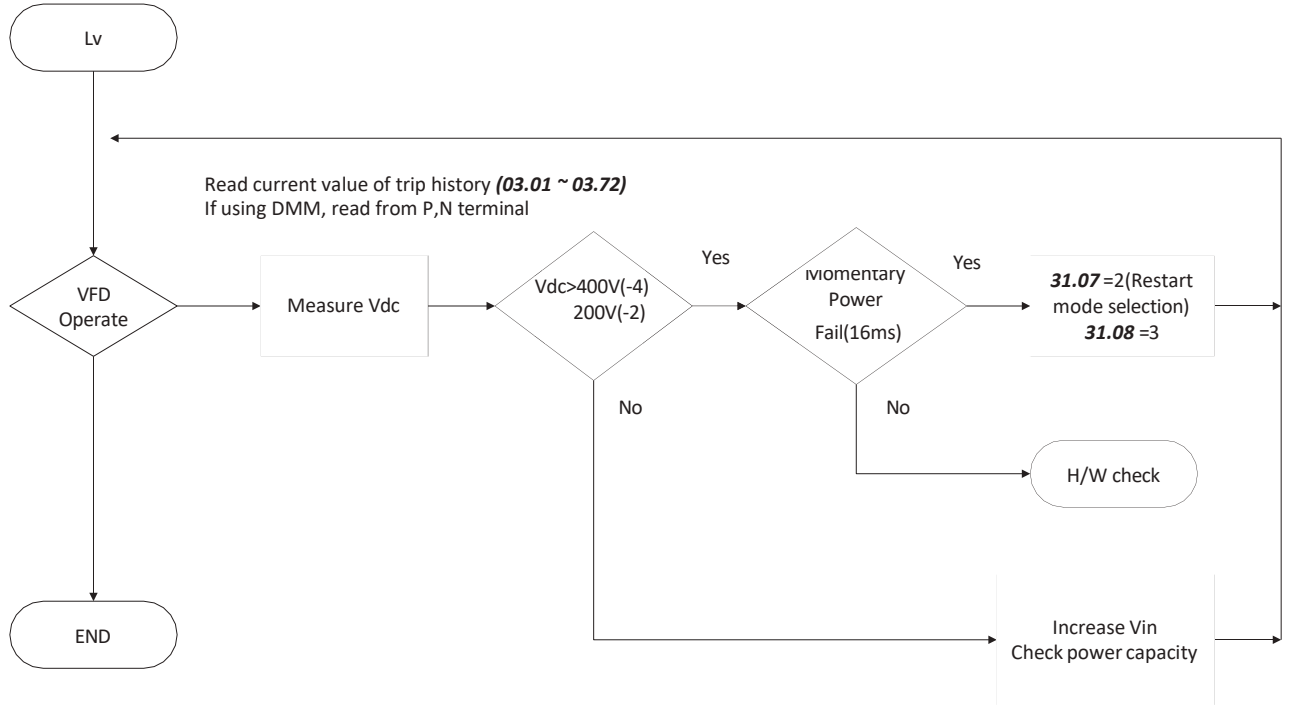 Lv
Read current value of trip history (03.01 ~ 03.72)
If using DMM, read from P,N terminal
VFD
Operate
Measure Vdc
Vdc>400V(-4)
200V(-2)
Yes
Momentary
Power
Fail(16ms)
Yes
31.07 =2(Restart
mode selection)
31.08 =3
No
No
H/W check
END
Increase Vin
Check power capacity